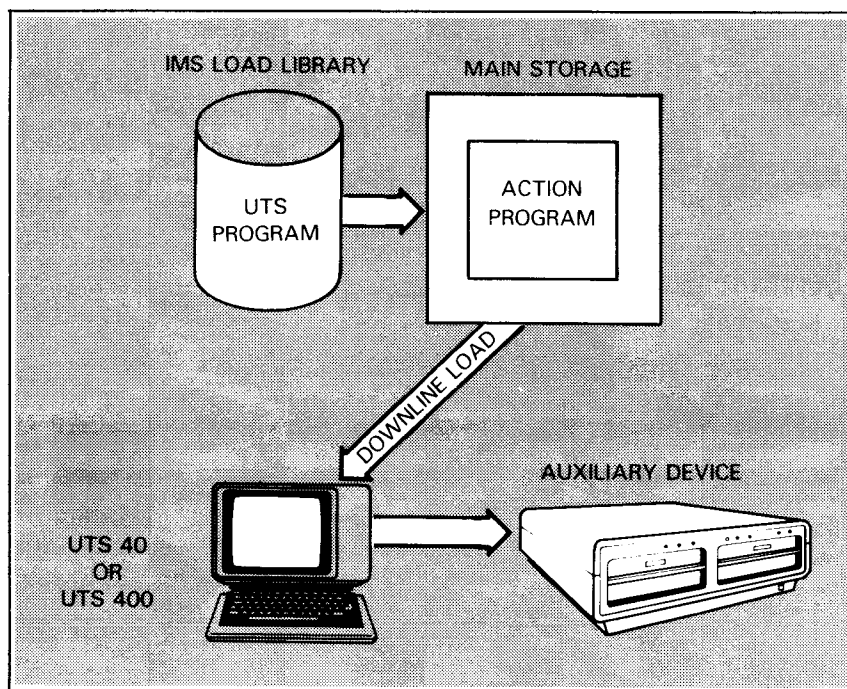 IMS LOAD LIBRARY
MAIN STORAGE
UTS
PROGRAM
ACTION
PROGRAM
DOWNLINE LOAD
AUXILIARY DEVICE
UTS 40
OR
UTS 400